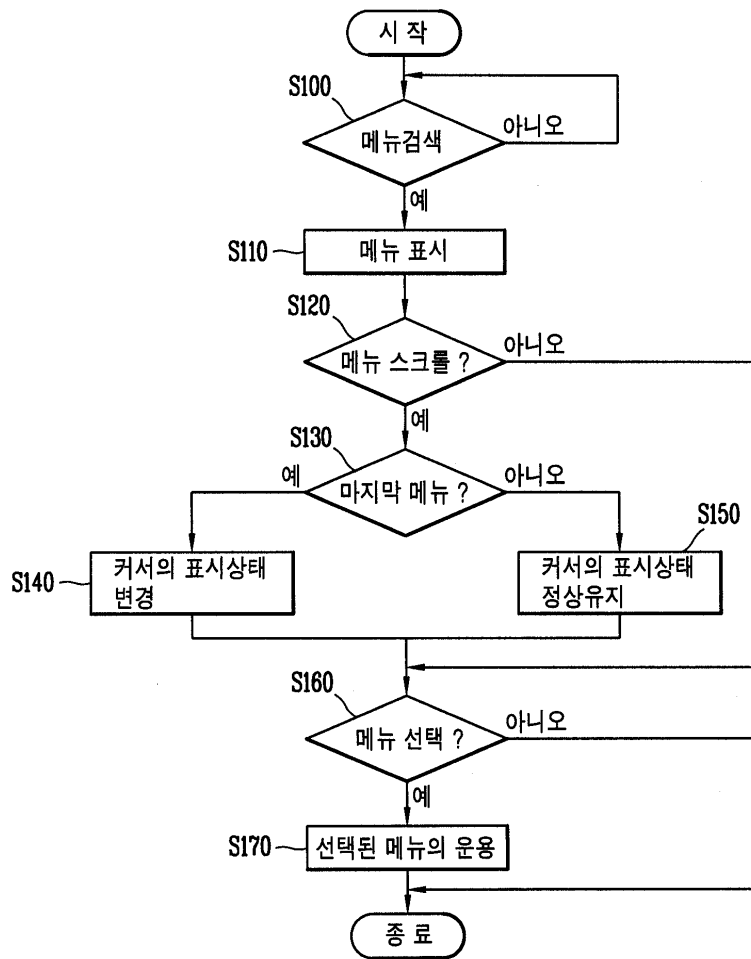 시 작
S100
메뉴검색
아니오
예
S110
메뉴 표시
S120
메뉴 스크롤 ?
아니오
예
S130
예
마지막 메뉴 ?
아니오
S140
커서의 표시상태
변경
S150
커서의 표시상태
정상유지
S160
메뉴 선택 ?
아니오
예
S170
선택된 메뉴의 운용
종 료